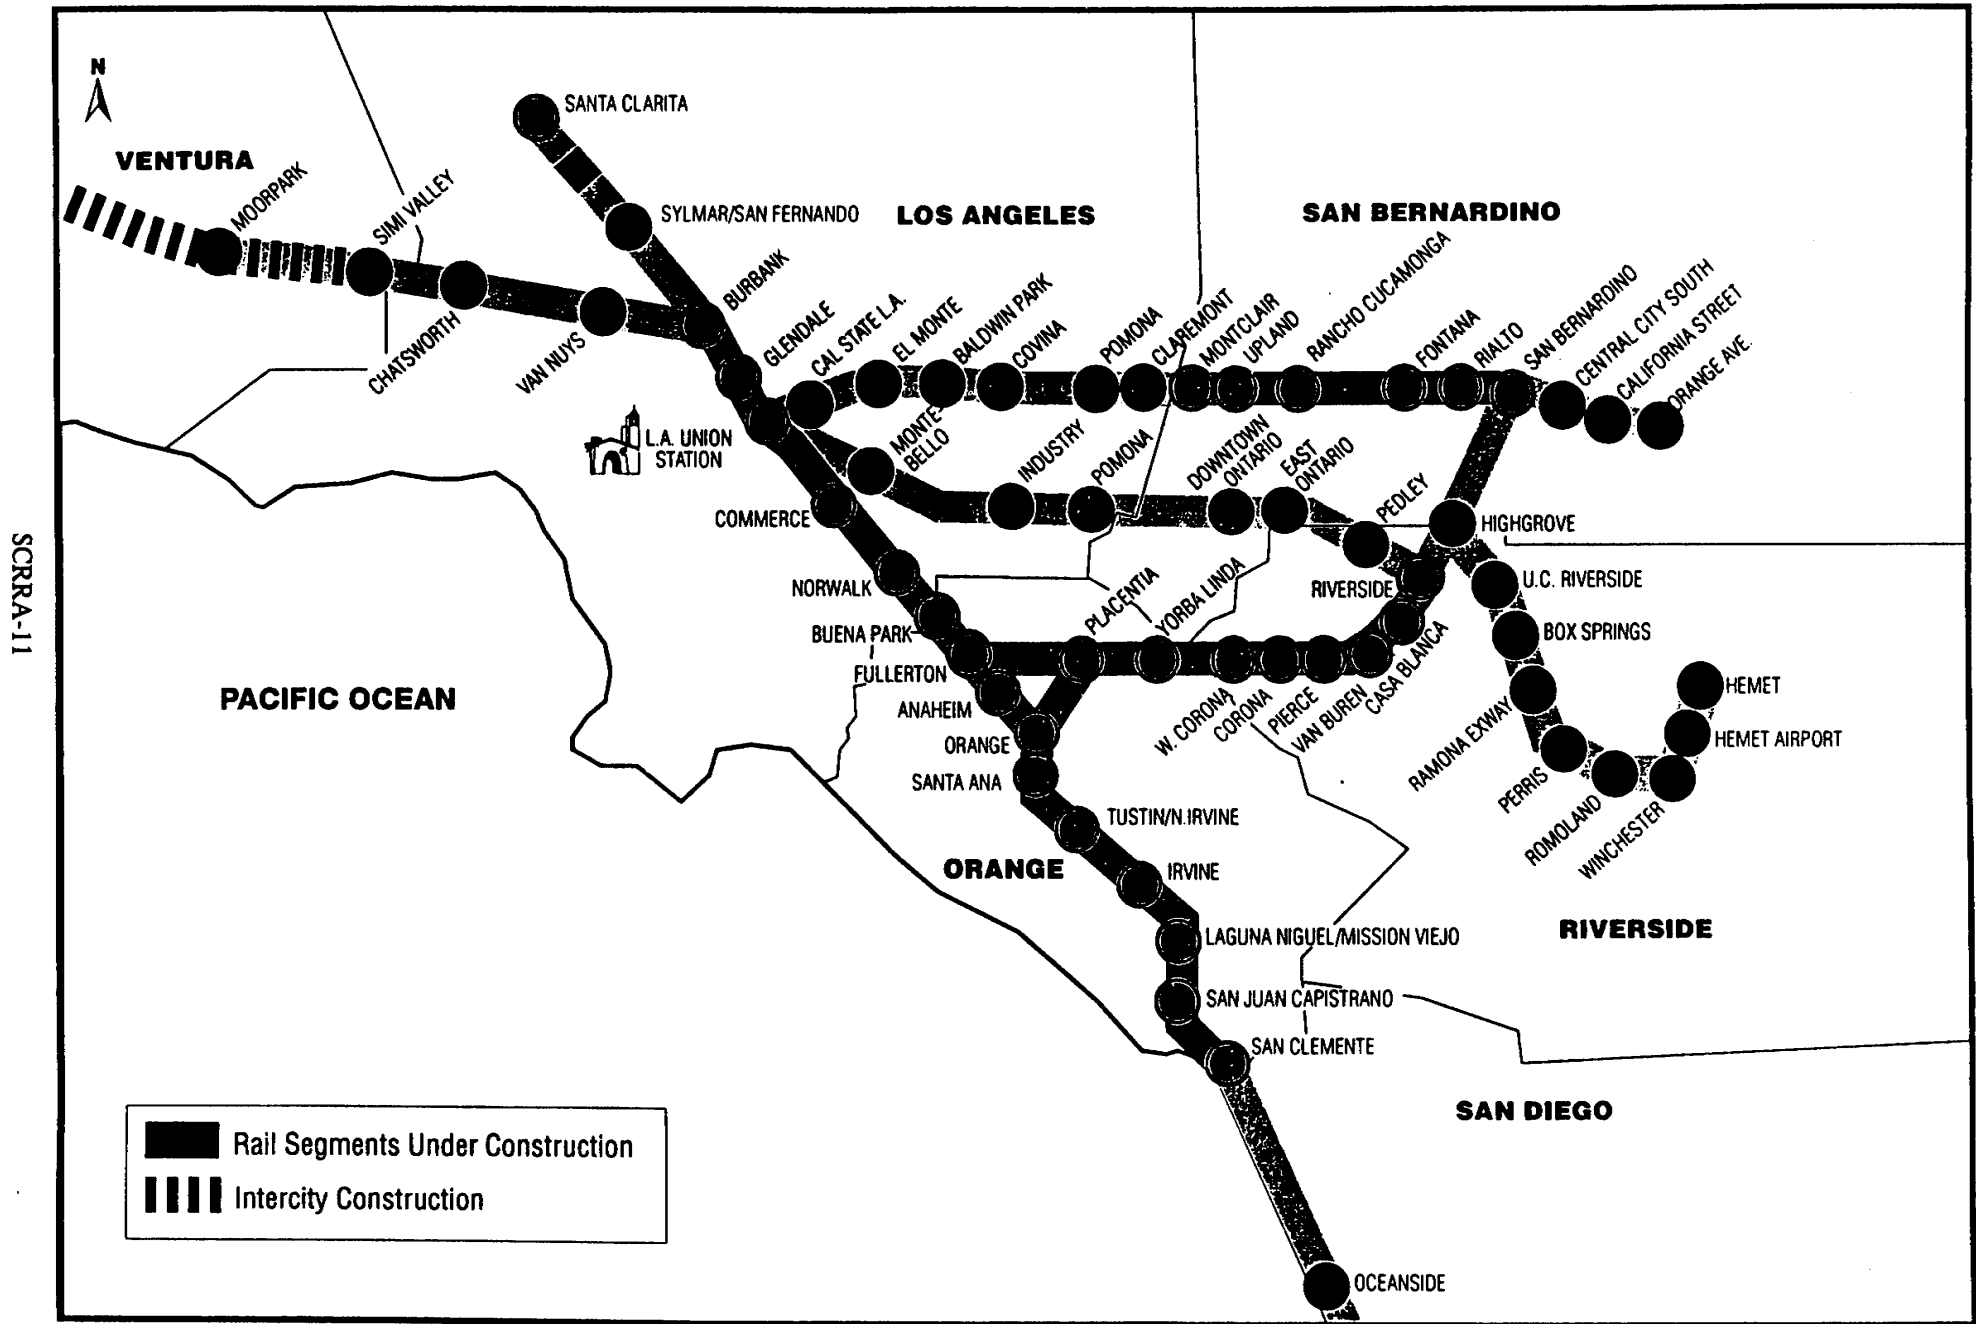 N
VENTURA
MOORPARK
SIMI VALLEY
SANTA CLARITA
SYLMAR/SAN FERNANDO
LOS ANGELES
SAN BERNARDINO
CHATSWORTH
VAN NUYS
BURBANK
GLENDALE
CAL STATE L.A.
EL MONTE
BALDWIN PARK
COVINA
POMONA
CLAREMONT
MONTCLAIR
UPLAND
RANCHO CUCAMONGA
FONTANA
RIALTO
SAN BERNARDINO
CENTRAL CITY SOUTH
CALIFORNIA STREET
ORANGE AVE.
L.A. UNION
STATION
MONTE-
BELLO
INDUSTRY
POMONA
DOWNTOWN
ONTARIO
EAST
ONTARIO
PEDLEY
HIGHGROVE
COMMERCE
NORWALK
BUENA PARK
FULLERTON
ANAHEIM
ORANGE
SANTA ANA
PLACENTIA
YORBA LINDA
RIVERSIDE
U.C. RIVERSIDE
BOX SPRINGS
W. CORONA
CORONA
PIERCE
VAN BUREN
CASA BLANCA
RAMONA EXWAY
PERRIS
ROMOLAND
WINCHESTER
HEMET
HEMET AIRPORT
PACIFIC OCEAN
TUSTIN/N.IRVINE
IRVINE
ORANGE
LAGUNA NIGUEL/MISSION VIEJO
RIVERSIDE
SAN JUAN CAPISTRANO
SAN CLEMENTE
SAN DIEGO
OCEANSIDE
Rail Segments Under Construction
Intercity Construction
SCRRA-11